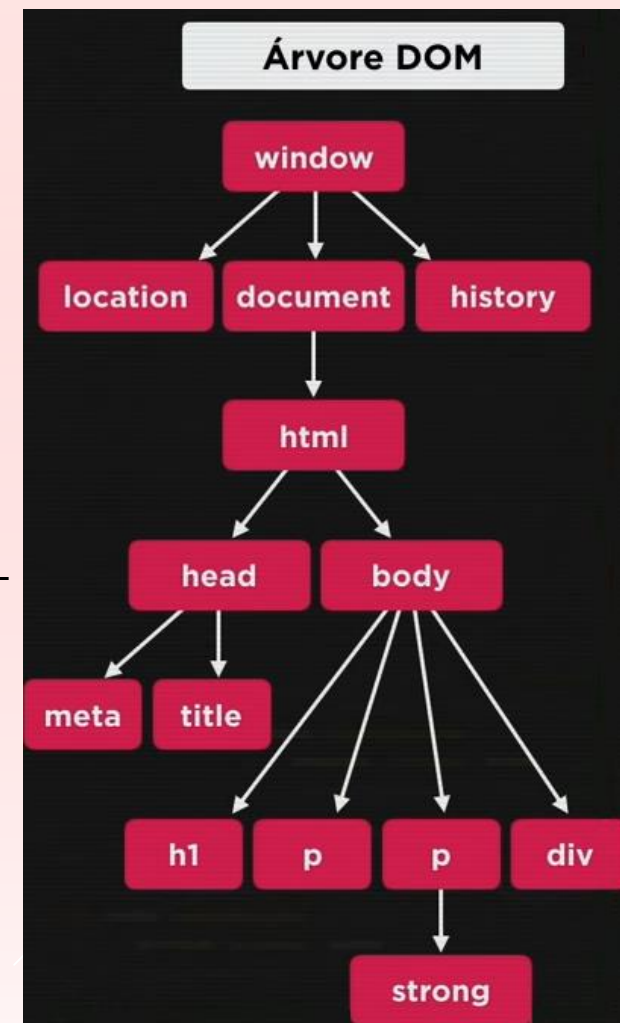 Árvore DOM
window
location document history
html
head body
meta title
h1 p p div
strong